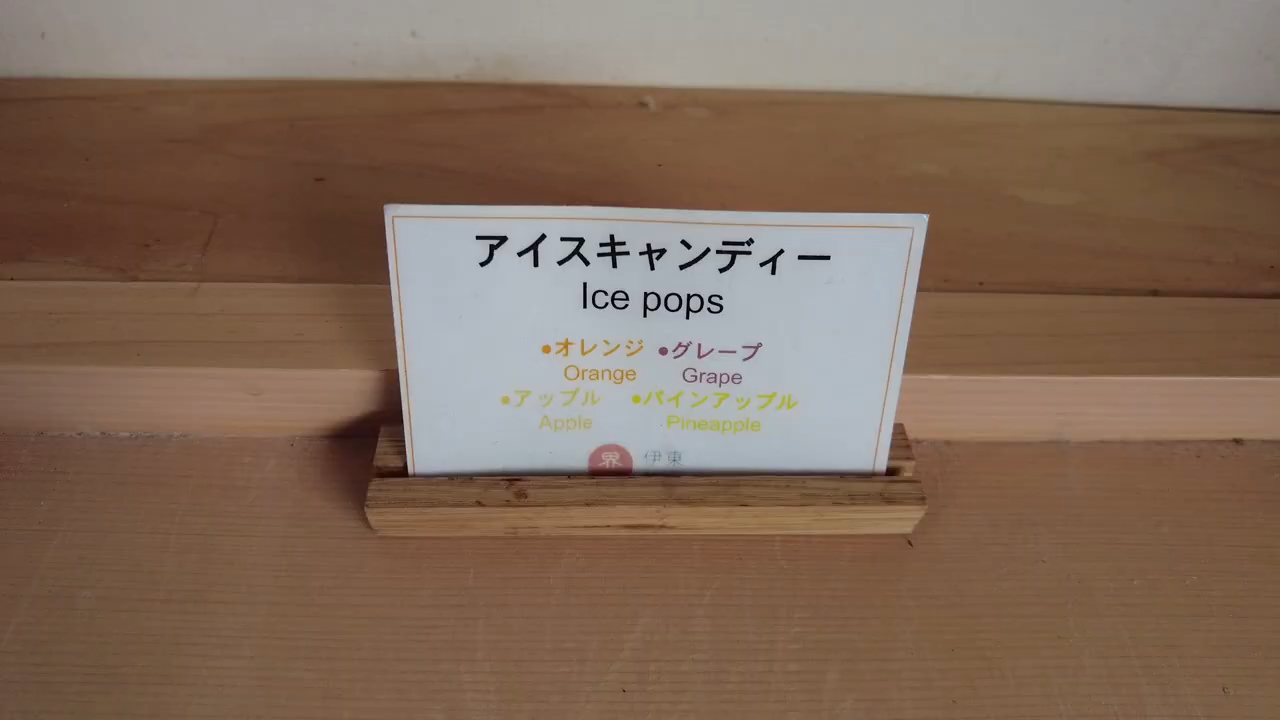 アイスキャンディー
Ice pops
●オレンジ ●グレープ
Orange Grape
●アップル ●パインアップル
Apple Pineapple
界 伊東